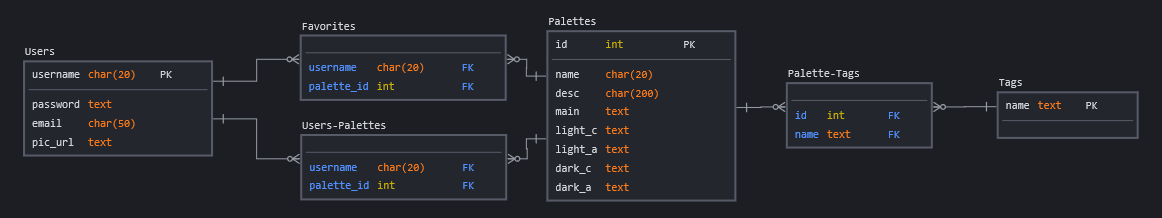 Users
username char(20) PK
password text
email char(50)
pic_url text
Favorites
username char(20) FK
palette_id int FK
Users-Palettes
username char(20) FK
palette_id int FK
Palettes
id int PK
name char(20)
desc char(200)
main text
light_c text
light_a text
dark_c text
dark_a text
Palette-Tags
id int FK
name text FK
Tags
name text PK